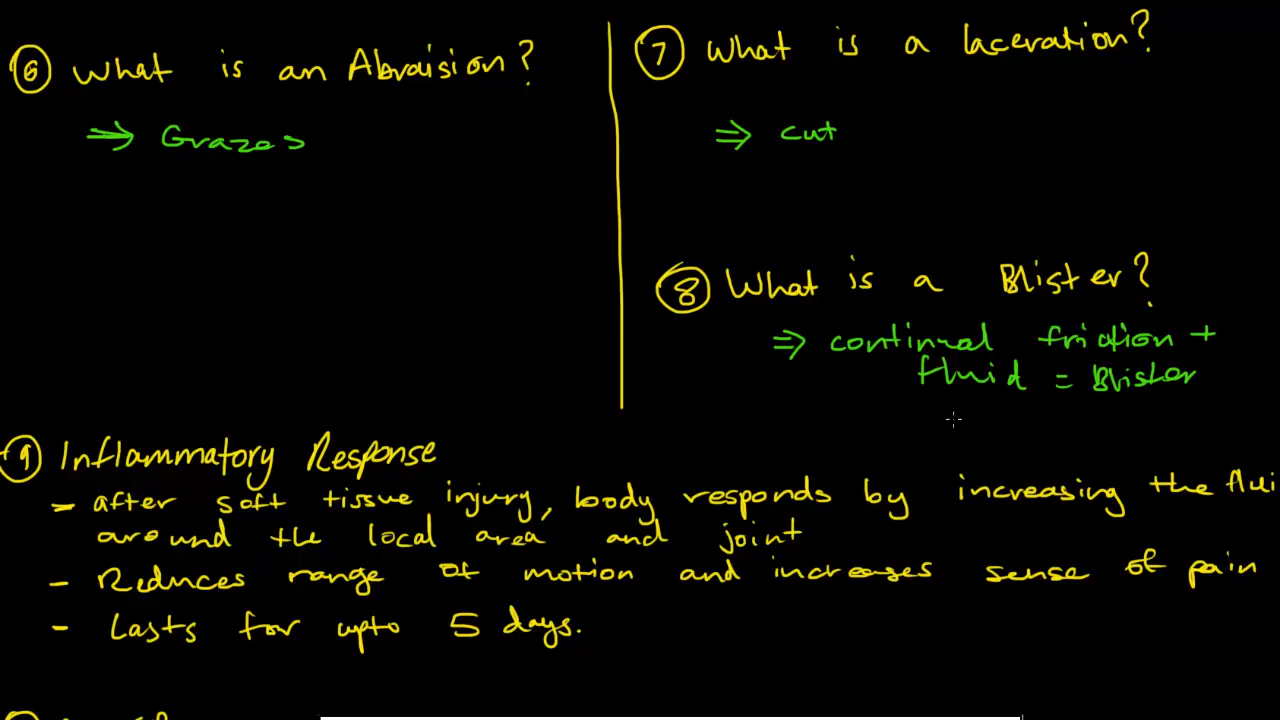 ⑥ What is an Abraision?
⇒ Grazes
⑦ What is a laceration?
⇒ cut
⑧ What is a Blister?
⇒ continual friction +
fluid = Blister
⑨ Inflammatory Response
- after soft tissue injury, body responds by increasing the flui
around the local area and joint
- Reduces range of motion and increases sense of pain
- Lasts for upto 5 days.